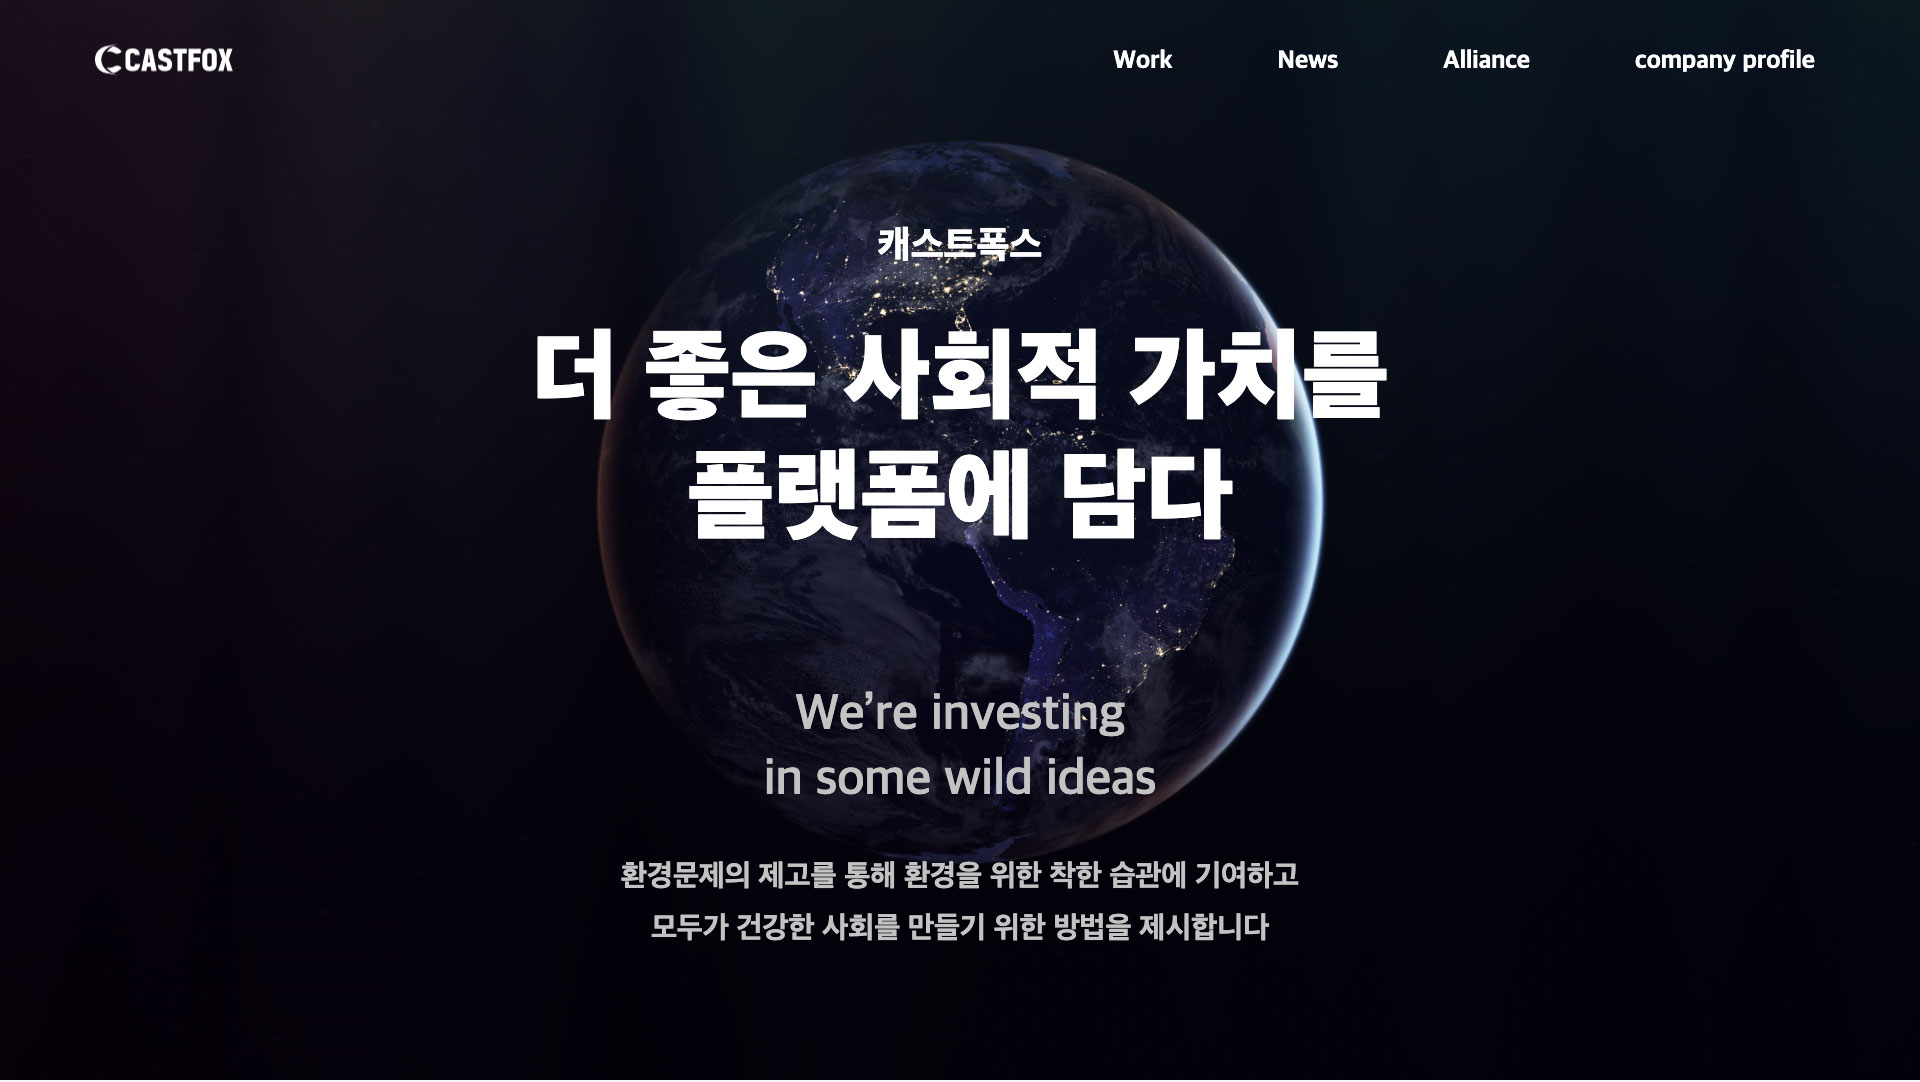 CASTFOX
Work
News
Alliance
company profile
캐스트폭스
더 좋은 사회적 가치를
플랫폼에 담다
We’re investing
in some wild ideas
환경문제의 제고를 통해 환경을 위한 착한 습관에 기여하고
모두가 건강한 사회를 만들기 위한 방법을 제시합니다